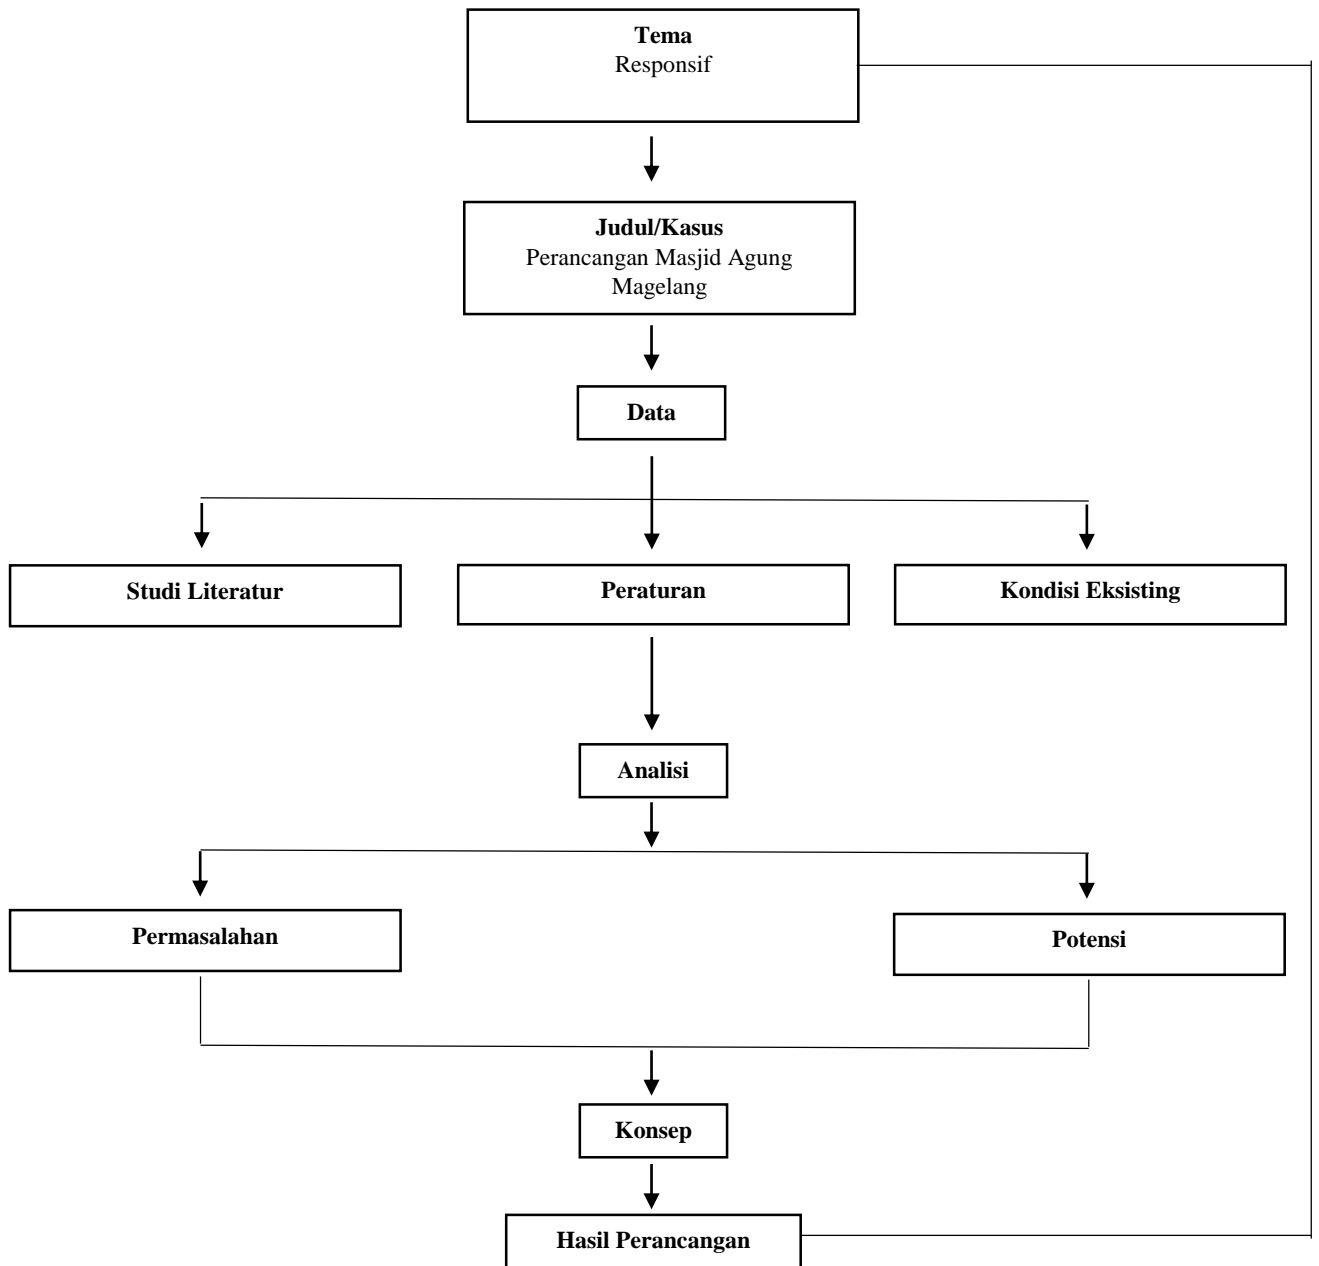 Tema
Responsif
Judul/Kasus
Perancangan Masjid Agung
Magelang
Data
Studi Literatur
Peraturan
Kondisi Eksisting
Analisi
Permasalahan
Potensi
Konsep
Hasil Perancangan